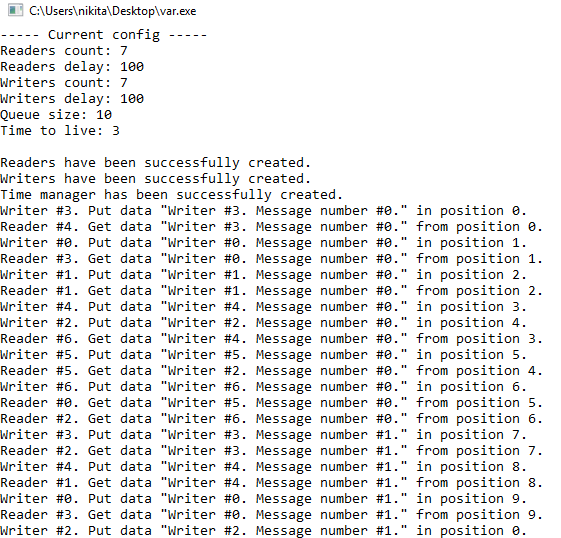 C:\Users\nikita\Desktop\var.exe
----- Current config -----
Readers count: 7
Readers delay: 100
Writers count: 7
Writers delay: 100
Queue size: 10
Time to live: 3
Readers have been successfully created.
Writers have been successfully created.
Time manager has been successfully created.
Writer #3. Put data "Writer #3. Message number #0." in position 0.
Reader #4. Get data "Writer #3. Message number #0." from position 0.
Writer #0. Put data "Writer #0. Message number #0." in position 1.
Reader #3. Get data "Writer #0. Message number #0." from position 1.
Writer #1. Put data "Writer #1. Message number #0." in position 2.
Reader #1. Get data "Writer #1. Message number #0." from position 2.
Writer #4. Put data "Writer #4. Message number #0." in position 3.
Writer #2. Put data "Writer #2. Message number #0." in position 4.
Reader #6. Get data "Writer #4. Message number #0." from position 3.
Writer #5. Put data "Writer #5. Message number #0." in position 5.
Reader #5. Get data "Writer #2. Message number #0." from position 4.
Writer #6. Put data "Writer #6. Message number #0." in position 6.
Reader #0. Get data "Writer #5. Message number #0." from position 5.
Reader #2. Get data "Writer #6. Message number #0." from position 6.
Writer #3. Put data "Writer #3. Message number #1." in position 7.
Reader #2. Get data "Writer #3. Message number #1." from position 7.
Writer #4. Put data "Writer #4. Message number #1." in position 8.
Reader #1. Get data "Writer #4. Message number #1." from position 8.
Writer #0. Put data "Writer #0. Message number #1." in position 9.
Reader #3. Get data "Writer #0. Message number #1." from position 9.
Writer #2. Put data "Writer #2. Message number #1." in position 0.